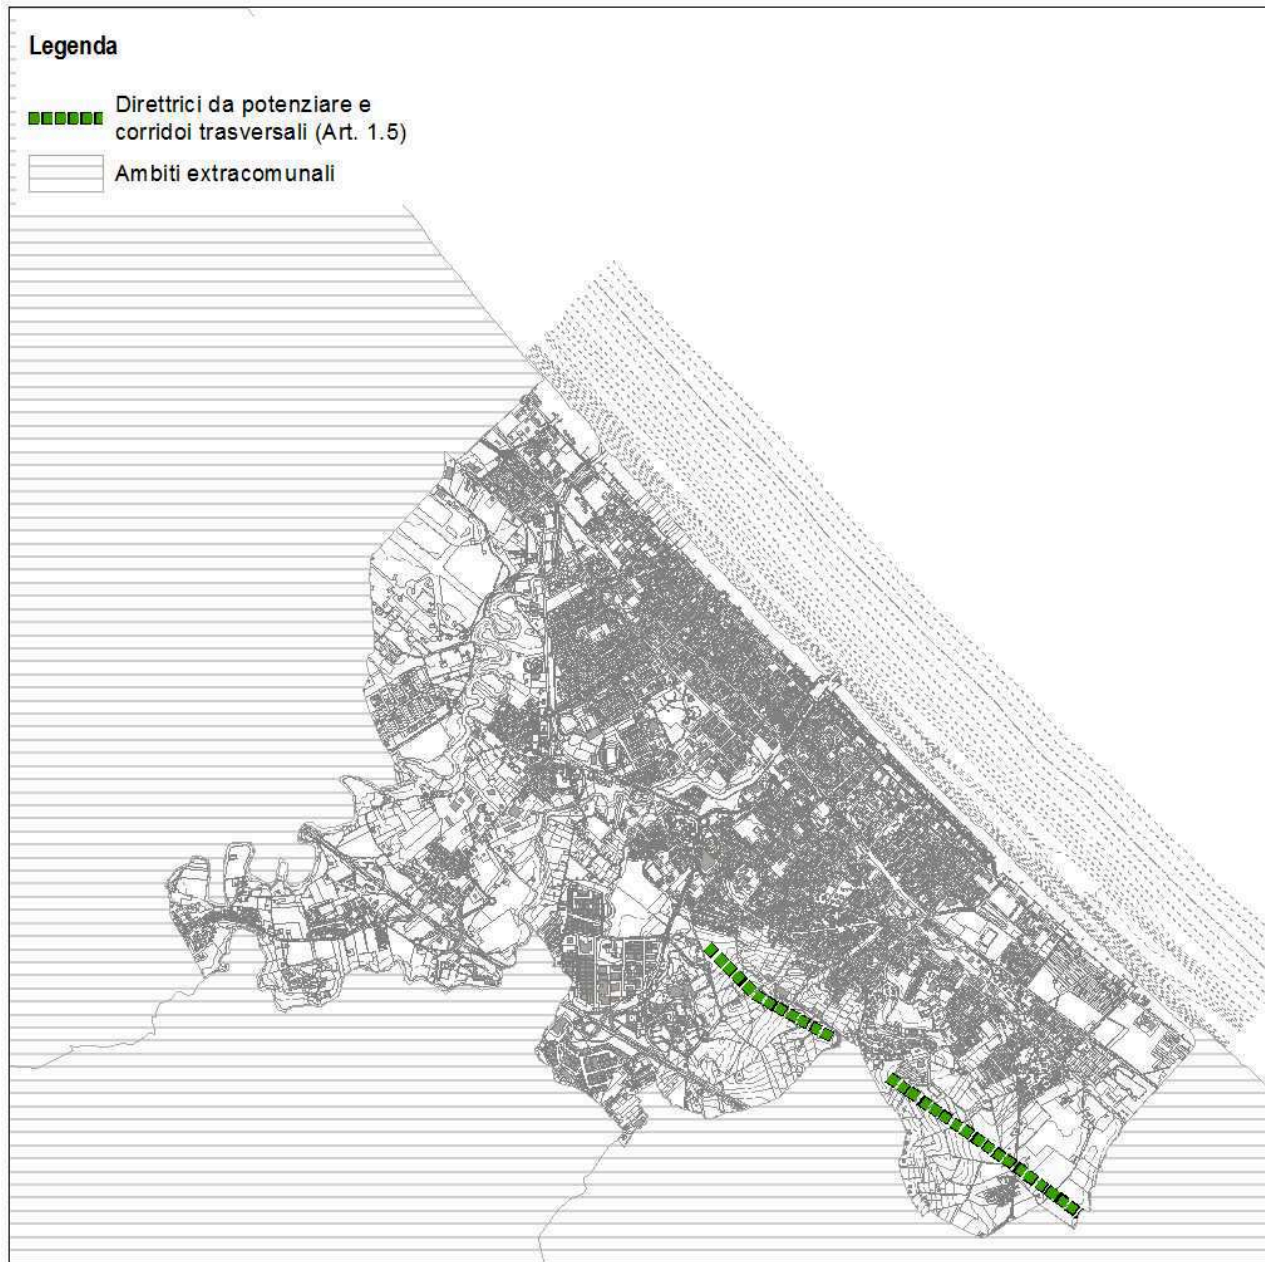 Legenda
Direttrici da potenziare e
corridoi trasversali (Art. 1.5)
Ambiti extracomunali